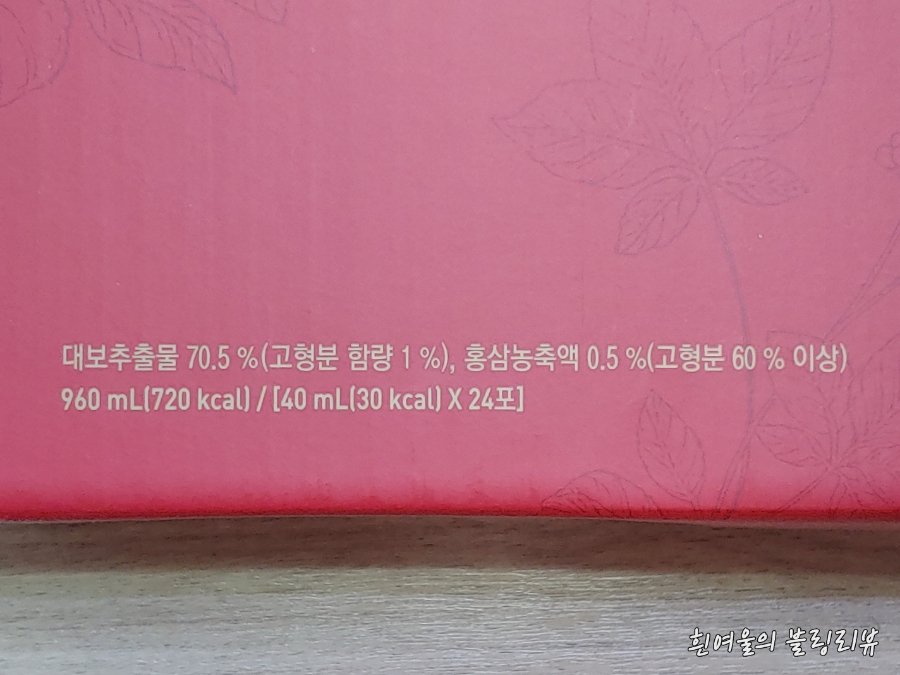 대보추출물 70.5 %(고형분 함량 1 %), 홍삼농축액 0.5 %(고형분 60 % 이상)
960 mL(720 kcal) / [40 mL(30 kcal) X 24포]
흰여울의 블링리뷰